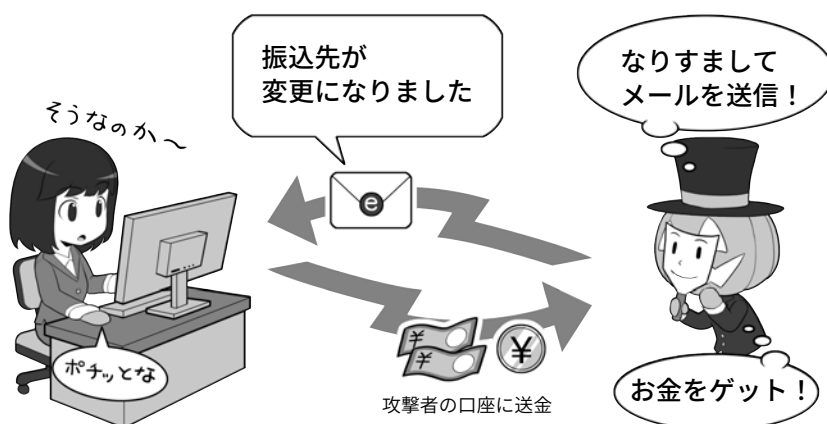 振込先が
変更になりました
なりすまして
メールを送信！
そうなのか〜
e
¥
¥
¥
ポチッとな
攻撃者の口座に送金
お金をゲット！